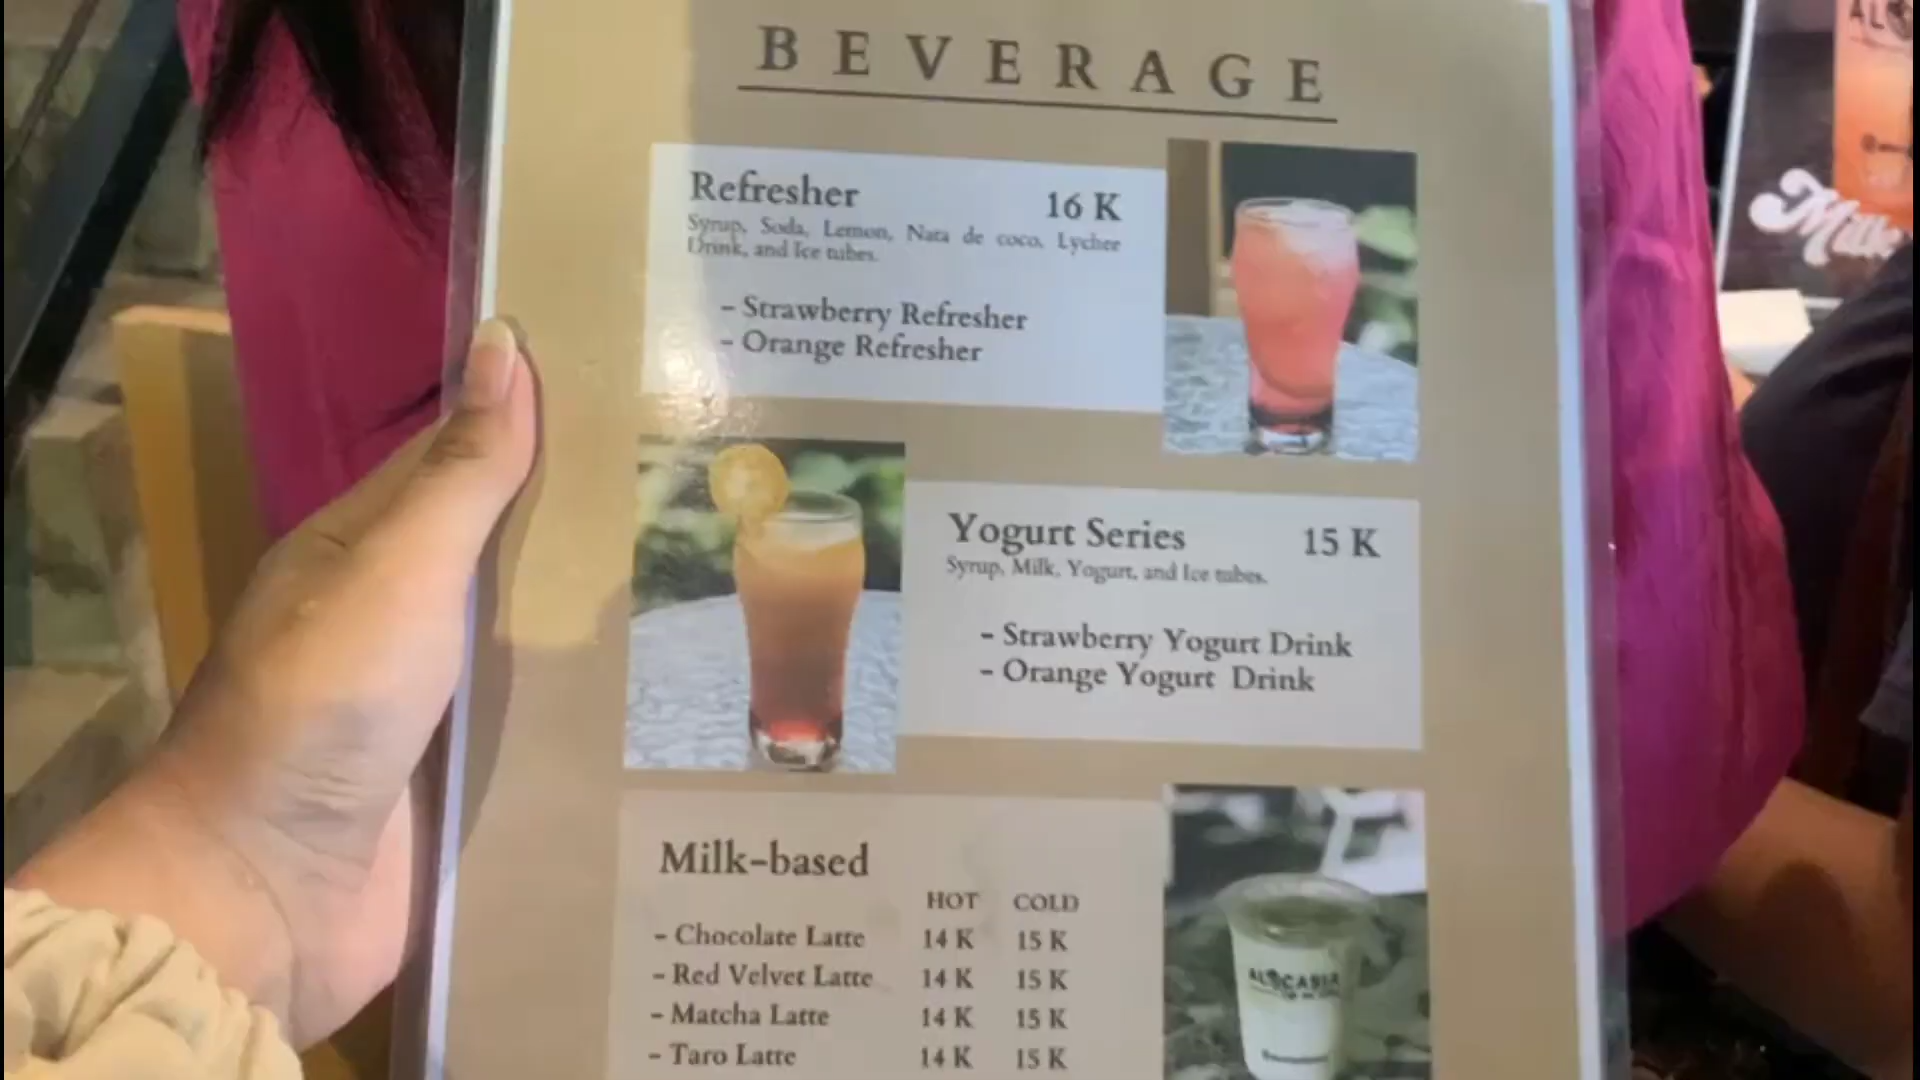 BEVERAGE
Refresher 16 K
Syrup, Soda, Lemon, Nata de coco, Lychee
Drink, and Ice tubes.
- Strawberry Refresher
- Orange Refresher
Yogurt Series 15 K
Syrup, Milk, Yogurt, and Ice tubes.
- Strawberry Yogurt Drink
- Orange Yogurt Drink
Milk-based
HOT COLD
- Chocolate Latte 14 K 15 K
- Red Velvet Latte 14 K 15 K
- Matcha Latte 14 K 15 K
- Taro Latte 14 K 15 K
ALOCASIA